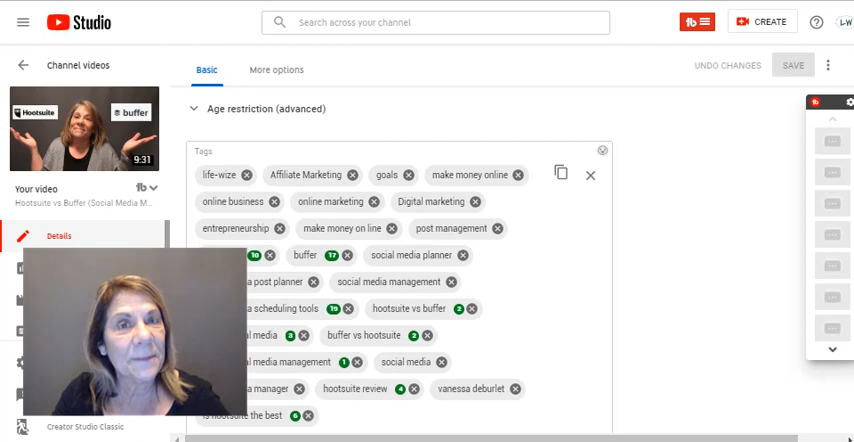 Studio
Search across your channel
tb
CREATE
L-W
Channel videos
Basic
More options
UNDO CHANGES
SAVE
Age restriction (advanced)
Hootsuite
buffer
9:31
Tags
life-wize
Affiliate Marketing
goals
make money online
Your video
tb
Hootsuite vs Buffer (Social Media M...
online business
online marketing
Digital marketing
entrepreneurship
make money on line
post management
Details
10
buffer 17
social media planner
a post planner
social media management
a scheduling tools 19
hootsuite vs buffer 2
al media 3
buffer vs hootsuite 2
al media management 1
social media
a manager
hootsuite review 4
vanessa deburlet
is hootsuite the best 6
Creator Studio Classic
tb